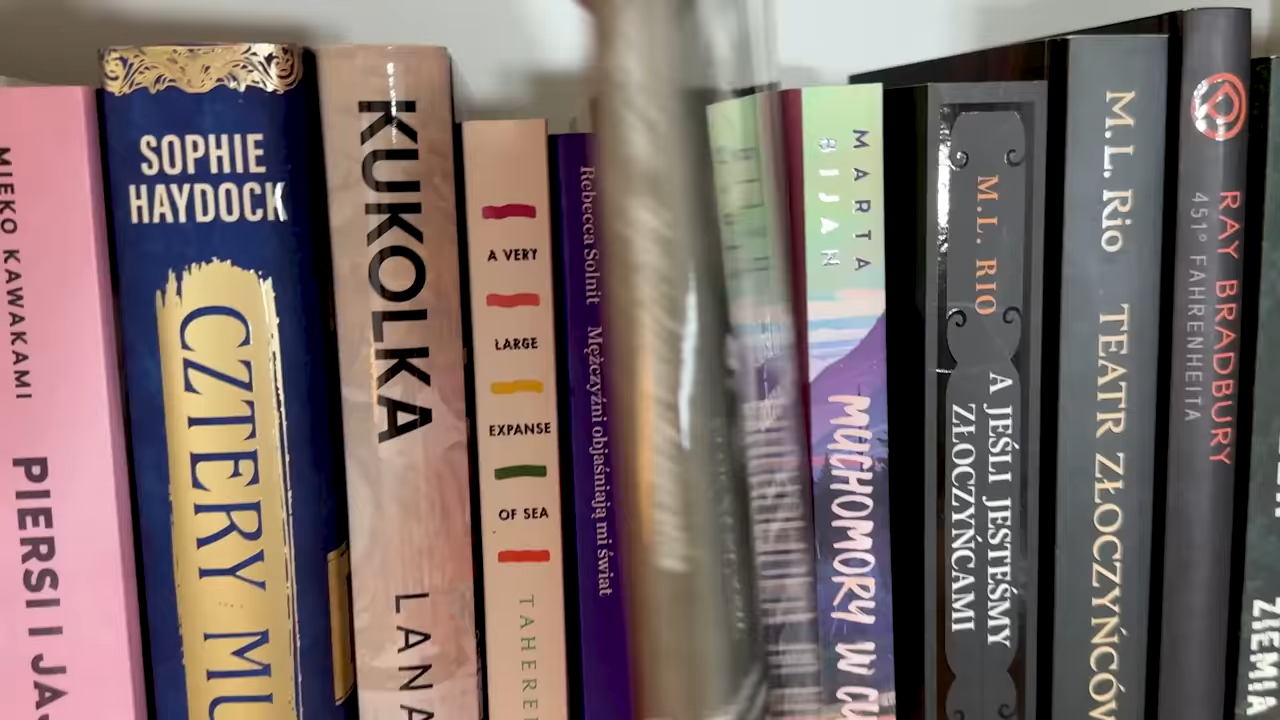 MIEKO KAWAKAMI
PIERSI I JA
SOPHIE
HAYDOCK
CZTERY MU
KUKOLKA
LANA
A VERY
LARGE
EXPANSE
OF SEA
TAHERE
Rebecca Solnit Mężczyźni objaśniają mi świat
MARTA
BIJAN
MUCHOMORY W CU
M.L. RIO
A JEŚLI JESTEŚMY
ZŁOCZYŃCAMI
M.L. Rio TEATR ZŁOCZYŃCÓW
RAY BRADBURY
451° FAHRENHEITA
ZIEMIA